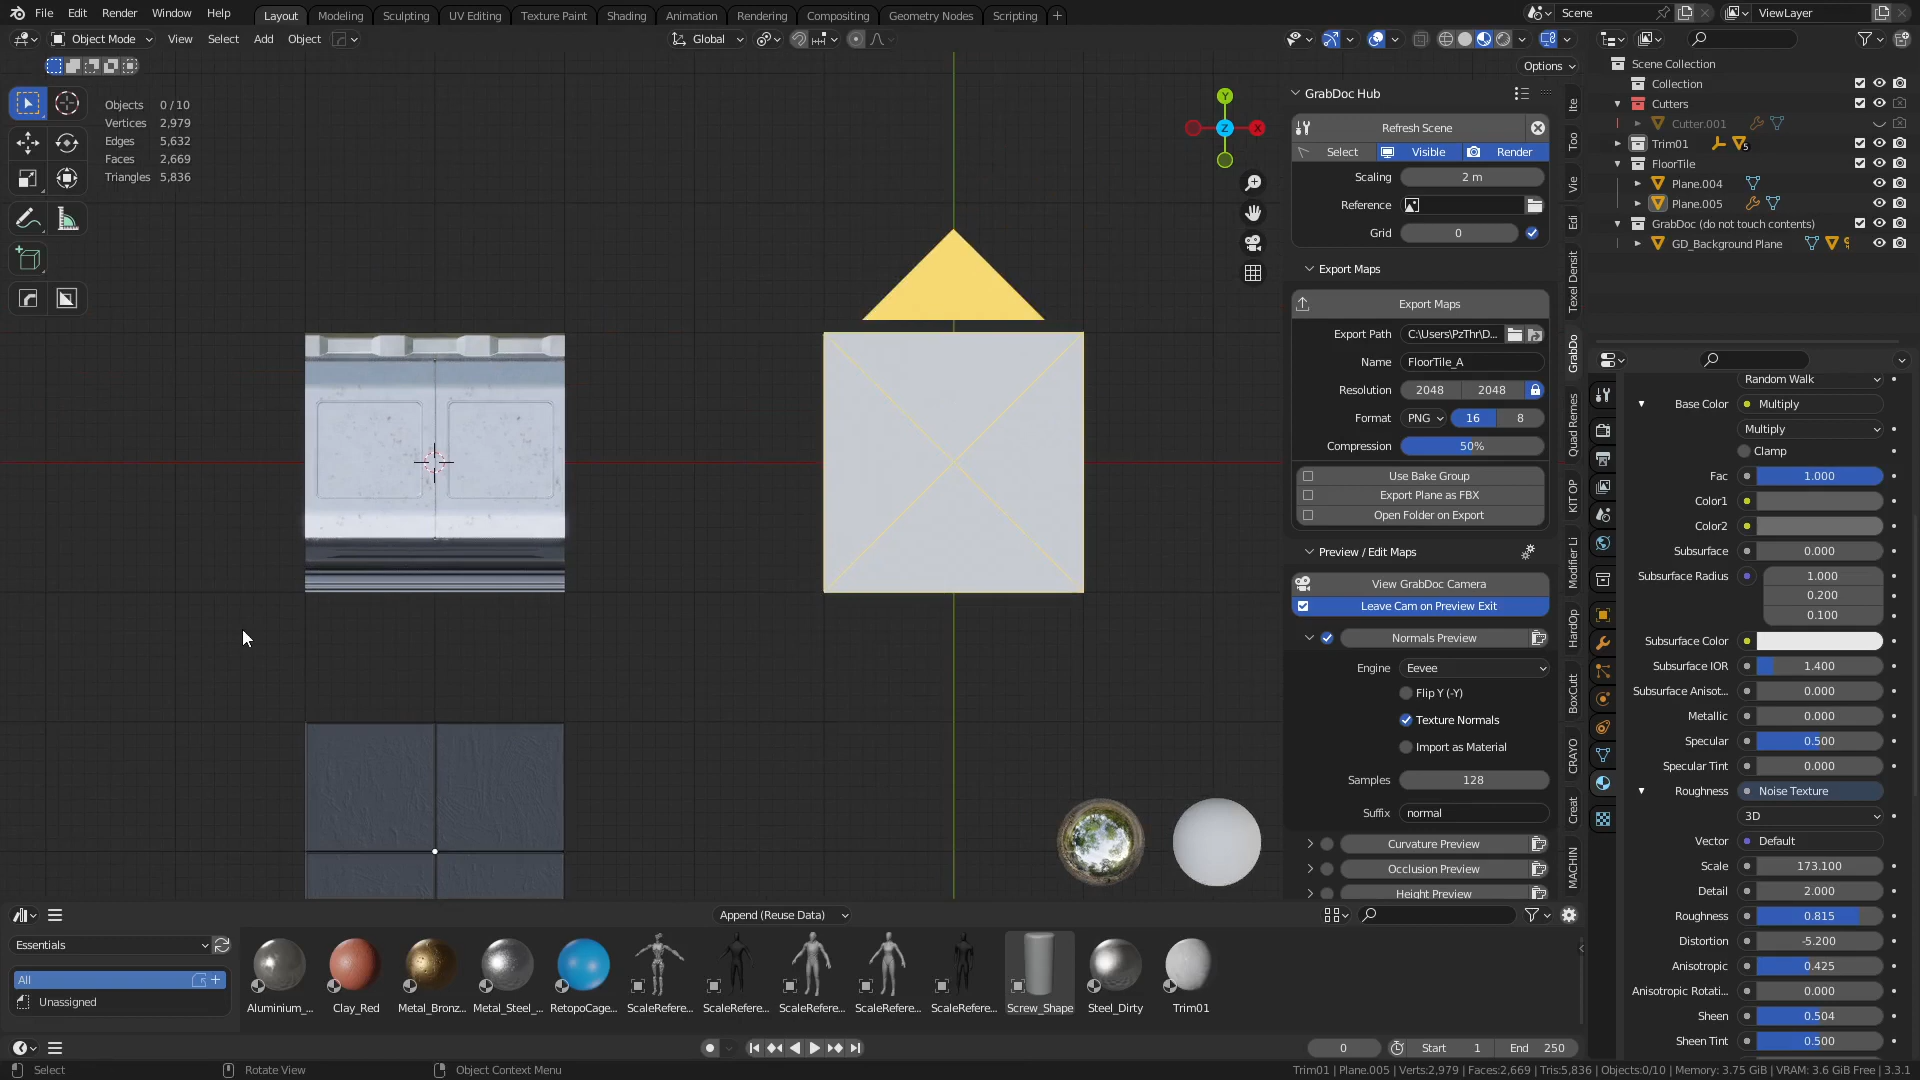 File Edit Render Window Help Layout Modeling Sculpting UV Editing Texture Paint Shading Animation Rendering Compositing Geometry Nodes Scripting + Scene ViewLayer
Object Mode View Select Add Object Global
Options
Objects 0 / 10
Vertices 2,979
Edges 5,632
Faces 2,669
Triangles 5,836
Y
X
Z
GrabDoc Hub
Refresh Scene
Select Visible Render
Scaling 2 m
Reference
Grid 0
Export Maps
Export Maps
Export Path C:\Users\PzThr\D...
Name FloorTile_A
Resolution 2048 2048
Format PNG 16 8
Compression 50%
Use Bake Group
Export Plane as FBX
Open Folder on Export
Preview / Edit Maps
View GrabDoc Camera
Leave Cam on Preview Exit
Normals Preview
Engine Eevee
Flip Y (-Y)
Texture Normals
Import as Material
Samples 128
Suffix normal
Curvature Preview
Occlusion Preview
Height Preview
Ite
Too
Vie
Edi
Texel Densit
GrabDo
Quad Remes
KIT OP
Modifier Li
HardOp
BoxCutt
CRAYO
Creat
MACHIN
Scene Collection
Collection
Cutters
Cutter.001
Trim01 5
FloorTile
Plane.004
Plane.005
GrabDoc (do not touch contents)
GD_Background Plane
Random Walk
Base Color Multiply
Multiply
Clamp
Fac 1.000
Color1
Color2
Subsurface 0.000
Subsurface Radius 1.000
0.200
0.100
Subsurface Color
Subsurface IOR 1.400
Subsurface Anisot... 0.000
Metallic 0.000
Specular 0.500
Specular Tint 0.000
Roughness Noise Texture
3D
Vector Default
Scale 173.100
Detail 2.000
Roughness 0.815
Distortion -5.200
Anisotropic 0.425
Anisotropic Rotati... 0.000
Sheen 0.504
Sheen Tint 0.500
Append (Reuse Data)
Essentials
All
Unassigned
Aluminium_... Clay_Red Metal_Bronz... Metal_Steel_... RetopoCage... ScaleRefere... ScaleRefere... ScaleRefere... ScaleRefere... ScaleRefere... Screw_Shape Steel_Dirty Trim01
0 Start 1 End 250
Select Rotate View Object Context Menu Trim01 | Plane.005 | Verts:2,979 | Faces:2,669 | Tris:5,836 | Objects:0/10 | Memory: 3.75 GiB | VRAM: 3.6 GiB Free | 3.3.1